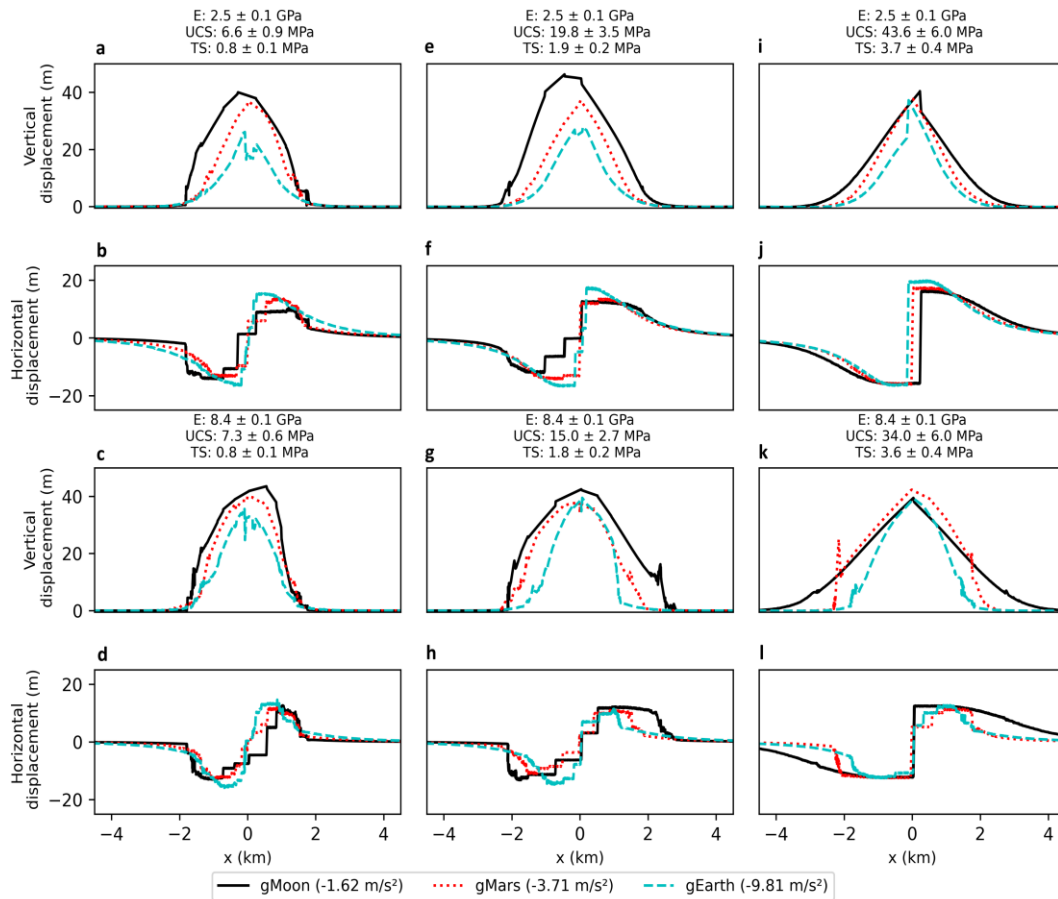 E: 2.5 ± 0.1 GPa
UCS: 6.6 ± 0.9 MPa
TS: 0.8 ± 0.1 MPa
E: 2.5 ± 0.1 GPa
UCS: 19.8 ± 3.5 MPa
TS: 1.9 ± 0.2 MPa
E: 2.5 ± 0.1 GPa
UCS: 43.6 ± 6.0 MPa
TS: 3.7 ± 0.4 MPa
a
e
i
Vertical
displacement (m)
40
20
0
b
f
j
Horizontal
displacement (m)
20
0
−20
E: 8.4 ± 0.1 GPa
UCS: 7.3 ± 0.6 MPa
TS: 0.8 ± 0.1 MPa
E: 8.4 ± 0.1 GPa
UCS: 15.0 ± 2.7 MPa
TS: 1.8 ± 0.2 MPa
E: 8.4 ± 0.1 GPa
UCS: 34.0 ± 6.0 MPa
TS: 3.6 ± 0.4 MPa
c
g
k
Vertical
displacement (m)
40
20
0
d
h
l
Horizontal
displacement (m)
20
0
−20
−4 −2 0 2 4
−4 −2 0 2 4
−4 −2 0 2 4
x (km)
x (km)
x (km)
gMoon (-1.62 m/s²) gMars (-3.71 m/s²) gEarth (-9.81 m/s²)